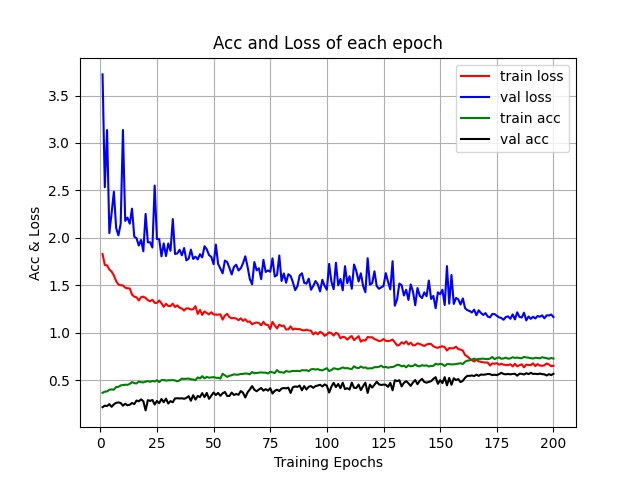 Acc and Loss of each epoch
train loss
val loss
train acc
val acc
3.5
3.0
2.5
2.0
1.5
1.0
0.5
Acc & Loss
0 25 50 75 100 125 150 175 200
Training Epochs